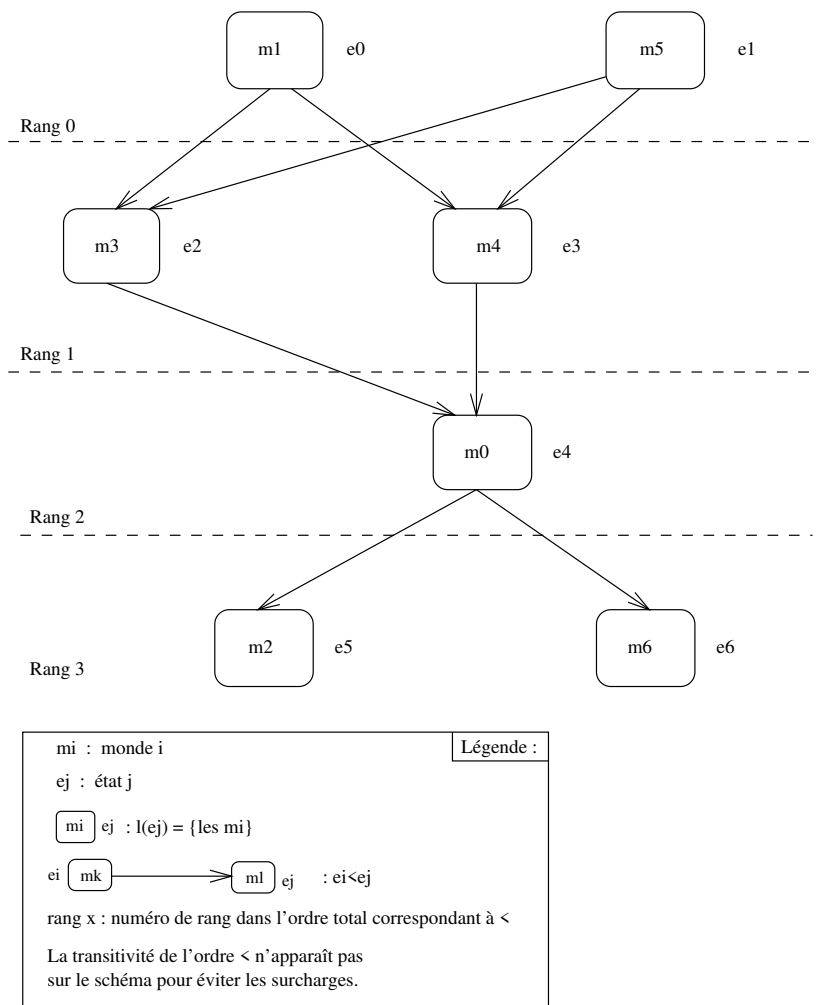 m1 e0 m5 e1
Rang 0
m3 e2 m4 e3
Rang 1
m0 e4
Rang 2
m2 e5 m6 e6
Rang 3
Légende :
mi : monde i
ej : état j
mi ej : l(ej) = {les mi}
ei mk ml ej : ei<ej
rang x : numéro de rang dans l'ordre total correspondant à <
La transitivité de l'ordre < n'apparaît pas
sur le schéma pour éviter les surcharges.